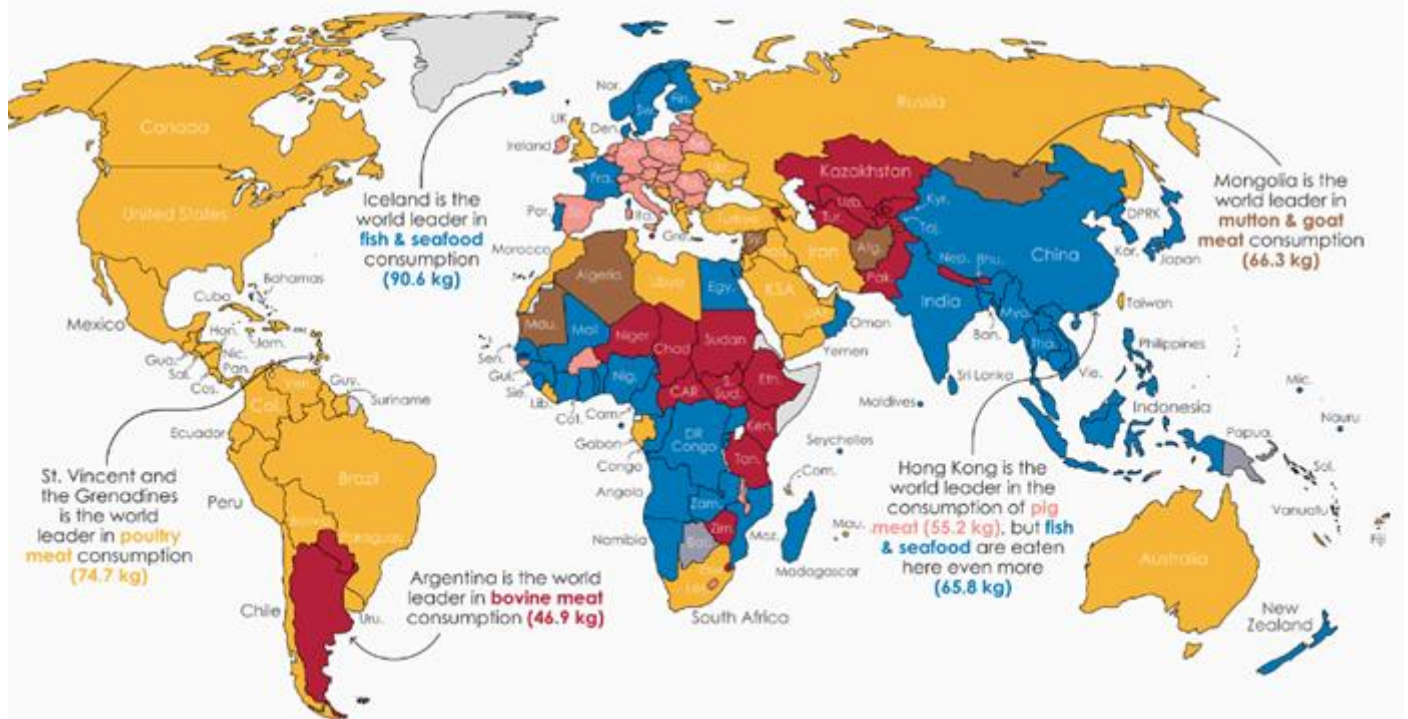 Canada
United States
Mexico
Cuba
Bahamas
Hon.
Jam.
Gua.
Nic.
Sal.
Pan.
Cos.
Ven.
Guy.
Suriname
Col.
Ecuador
Peru
Brazil
Chile
Uru.
St. Vincent and
the Grenadines
is the world
leader in poultry
meat consumption
(74.7 kg)
Argentina is the world
leader in bovine meat
consumption (46.9 kg)
Iceland is the
world leader in
fish & seafood
consumption
(90.6 kg)
Nor.
Fin.
UK
Den.
Ireland
Fra.
Por.
Ita.
Gre.
Morocco
Algeria
Libya
Egy.
Mau.
Mali
Niger
Chad
Sudan
Sen.
Gui.
Sie.
Lib.
Cot.
Nig.
Cam.
CAR
S.
Sud.
Eth.
Gabon
Congo
DR
Congo
Ken.
Tan.
Angola
Zam.
Namibia
Zim.
Moz.
Com.
Seychelles
Mau.
Madagascar
South Africa
Russia
Kazakhstan
Uzb.
Tur.
Kyr.
Taj.
Türkiye
Iran
Afg.
Pak.
KSA
UAE
Oman
Yemen
Nep.
Bhu.
India
Ban.
Myo.
Tha.
Vie.
Sri Lanka
Maldives
China
DPRK
Kor.
Japan
Taiwan
Philippines
Indonesia
Papua.
Mic.
Nauru
Sol.
Vanuatu
Fiji
Australia
New
Zealand
Mongolia is the
world leader in
mutton & goat
meat consumption
(66.3 kg)
Hong Kong is the
world leader in the
consumption of pig
meat (55.2 kg), but fish
& seafood are eaten
here even more
(65.8 kg)